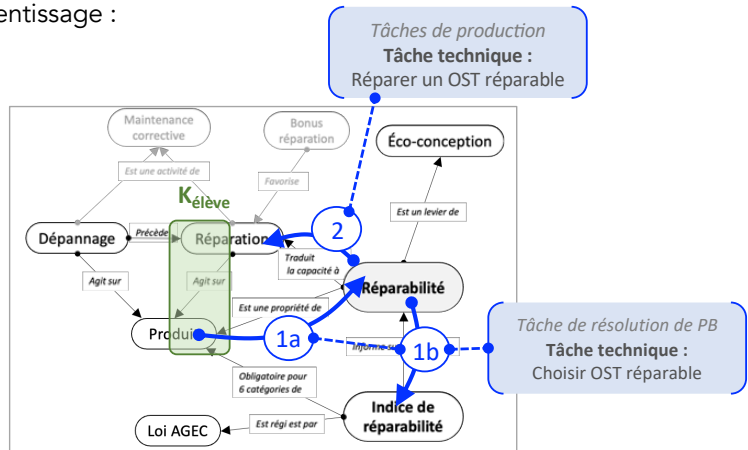 entissage :
Tâches de production
Tâche technique :
Réparer un OST réparable
Maintenance
corrective
Bonus
réparation
Éco-conception
Est une activité de
Favorise
Kélève
Est un levier de
Dépannage
Précède
Réparation
2
Traduit
la capacité à
Agit sur
Agit sur
Réparabilité
Est une propriété de
Produit
1a
1b
Tâche de résolution de PB
Tâche technique :
Choisir OST réparable
Obligatoire pour
6 catégories de
Indice de
réparabilité
Loi AGEC
Est régi est par